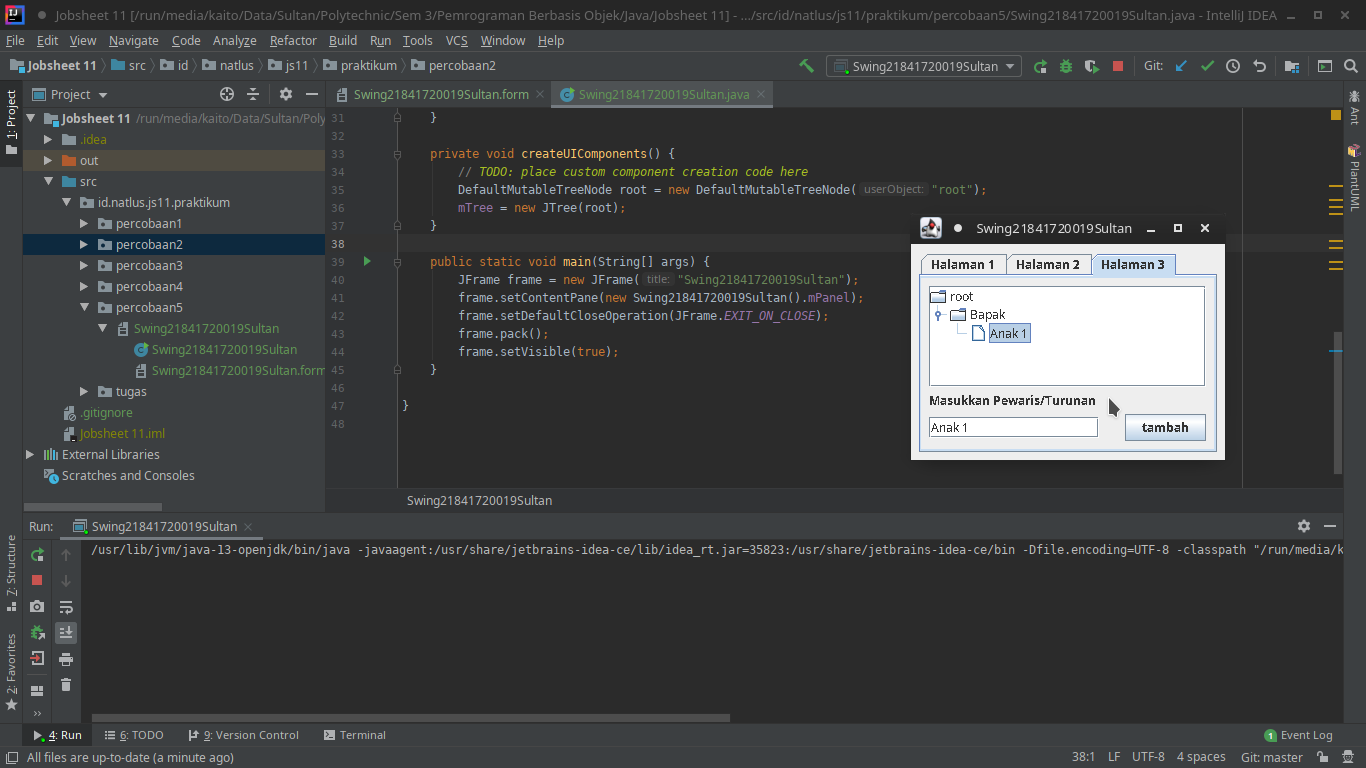 Jobsheet 11 [/run/media/kaito/Data/Sultan/Polytechnic/Sem 3/Pemrograman Berbasis Objek/Java/Jobsheet 11] - .../src/id/natlus/js11/praktikum/percobaan5/Swing21841720019Sultan.java - IntelliJ IDEA
File Edit View Navigate Code Analyze Refactor Build Run Tools VCS Window Help
Jobsheet 11 src id natlus js11 praktikum percobaan2
Swing21841720019Sultan
Git:
1: Project
Project
Jobsheet 11 /run/media/kaito/Data/Sultan/Poly
.idea
out
src
id.natlus.js11.praktikum
percobaan1
percobaan2
percobaan3
percobaan4
percobaan5
Swing21841720019Sultan
Swing21841720019Sultan
Swing21841720019Sultan.form
tugas
.gitignore
Jobsheet 11.iml
External Libraries
Scratches and Consoles
Swing21841720019Sultan.form
Swing21841720019Sultan.java
31 }
32
33 private void createUIComponents() {
34 // TODO: place custom component creation code here
35 DefaultMutableTreeNode root = new DefaultMutableTreeNode( userObject: "root");
36 mTree = new JTree(root);
37 }
38
39 public static void main(String[] args) {
40 JFrame frame = new JFrame( title: "Swing21841720019Sultan");
41 frame.setContentPane(new Swing21841720019Sultan().mPanel);
42 frame.setDefaultCloseOperation(JFrame.EXIT_ON_CLOSE);
43 frame.pack();
44 frame.setVisible(true);
45 }
46
47 }
48
Swing21841720019Sultan
Swing21841720019Sultan
Halaman 1 Halaman 2 Halaman 3
root
Bapak
Anak 1
Masukkan Pewaris/Turunan
Anak 1
tambah
Ant
PlantUML
Run: Swing21841720019Sultan
/usr/lib/jvm/java-13-openjdk/bin/java -javaagent:/usr/share/jetbrains-idea-ce/lib/idea_rt.jar=35823:/usr/share/jetbrains-idea-ce/bin -Dfile.encoding=UTF-8 -classpath "/run/media/k
7: Structure
2: Favorites
4: Run 6: TODO 9: Version Control Terminal
1 Event Log
All files are up-to-date (a minute ago)
38:1 LF UTF-8 4 spaces Git: master